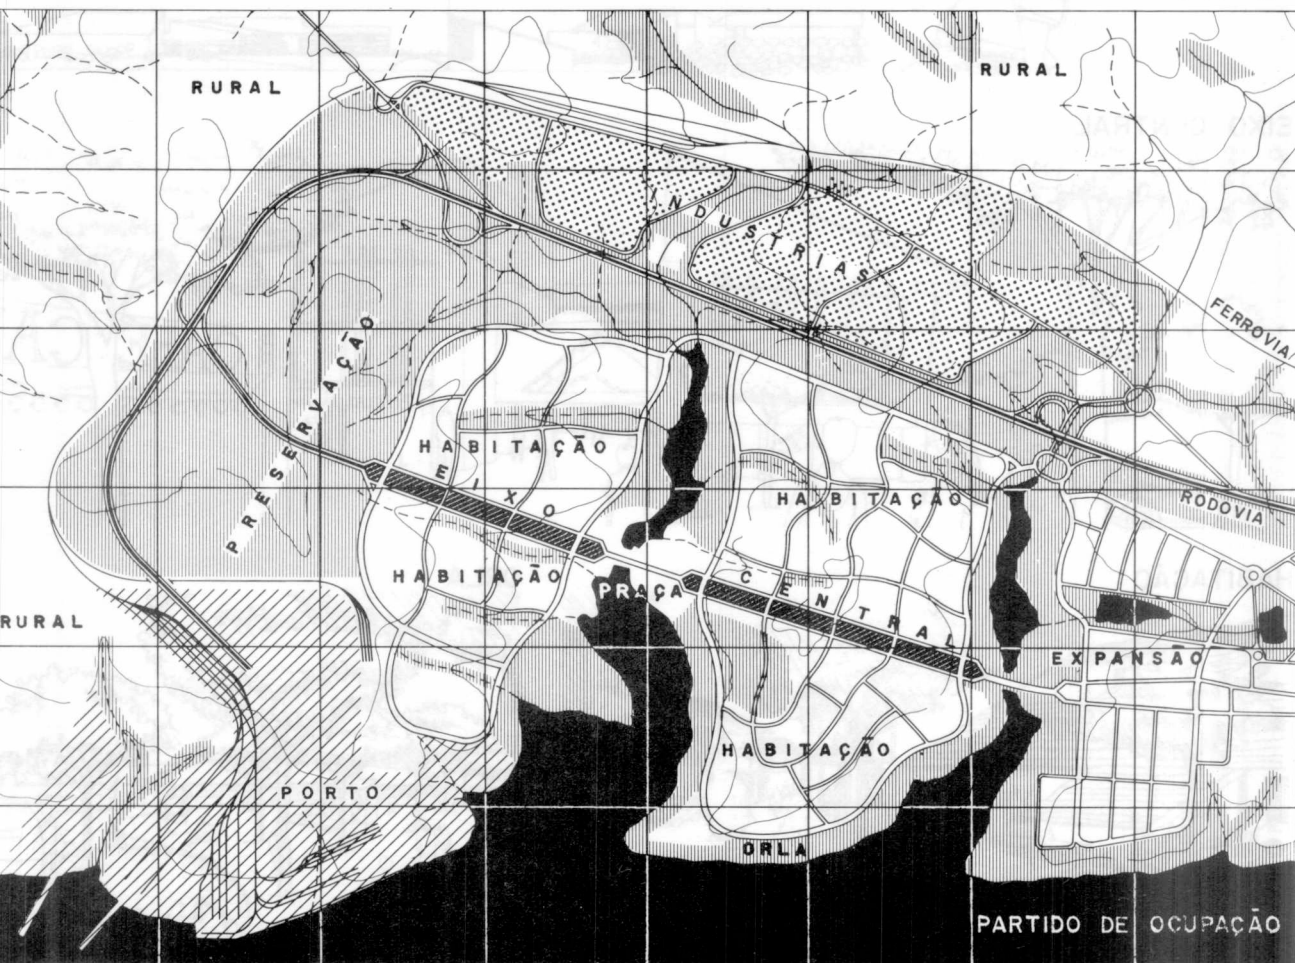 RURAL
RURAL
INDUSTRIAS
FERROVIA
PRESERVAÇÃO
HABITAÇÃO
EIXO
HABITAÇÃO
RODOVIA
HABITAÇÃO
PRAÇA
CENTRAL
RURAL
EXPANSÃO
HABITAÇÃO
PORTO
ORLA
PARTIDO DE OCUPAÇÃO